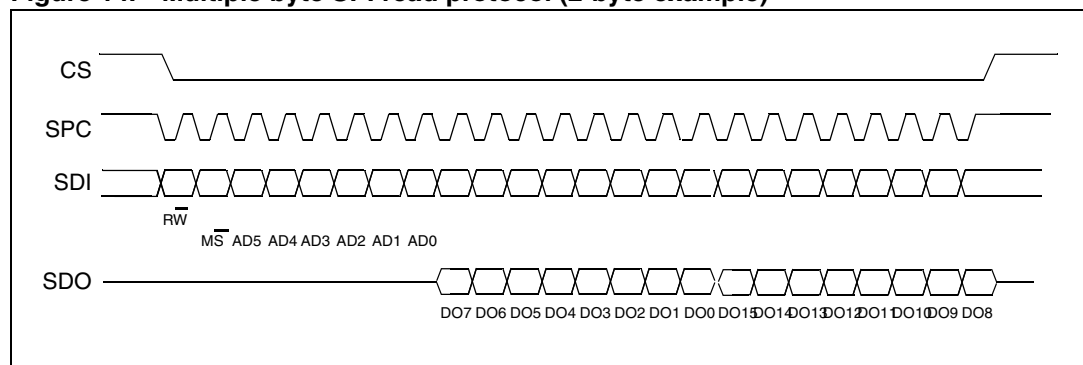 CS
SPC
SDI
RW
MS AD5 AD4 AD3 AD2 AD1 AD0
SDO
DO7 DO6 DO5 DO4 DO3 DO2 DO1 DO0 DO15 DO14 DO13 DO12 DO11 DO10 DO9 DO8